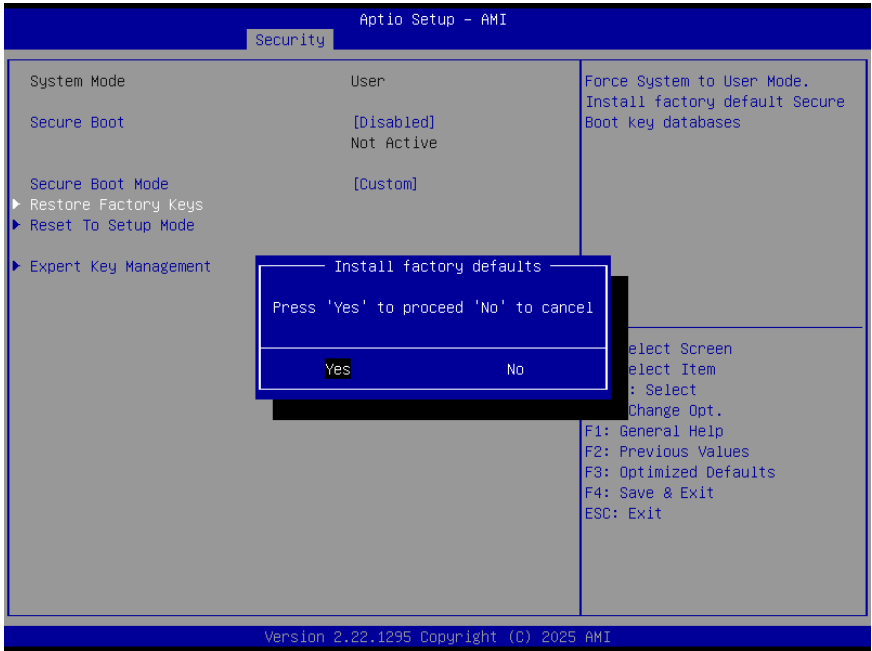 Aptio Setup - AMI
Security
System Mode User
Secure Boot [Disabled]
Not Active
Secure Boot Mode [Custom]
Restore Factory Keys
Reset To Setup Mode
Expert Key Management
Force System to User Mode.
Install factory default Secure
Boot key databases
Install factory defaults
Press 'Yes' to proceed 'No' to cancel
Yes No
elect Screen
elect Item
: Select
Change Opt.
F1: General Help
F2: Previous Values
F3: Optimized Defaults
F4: Save & Exit
ESC: Exit
Version 2.22.1295 Copyright (C) 2025 AMI